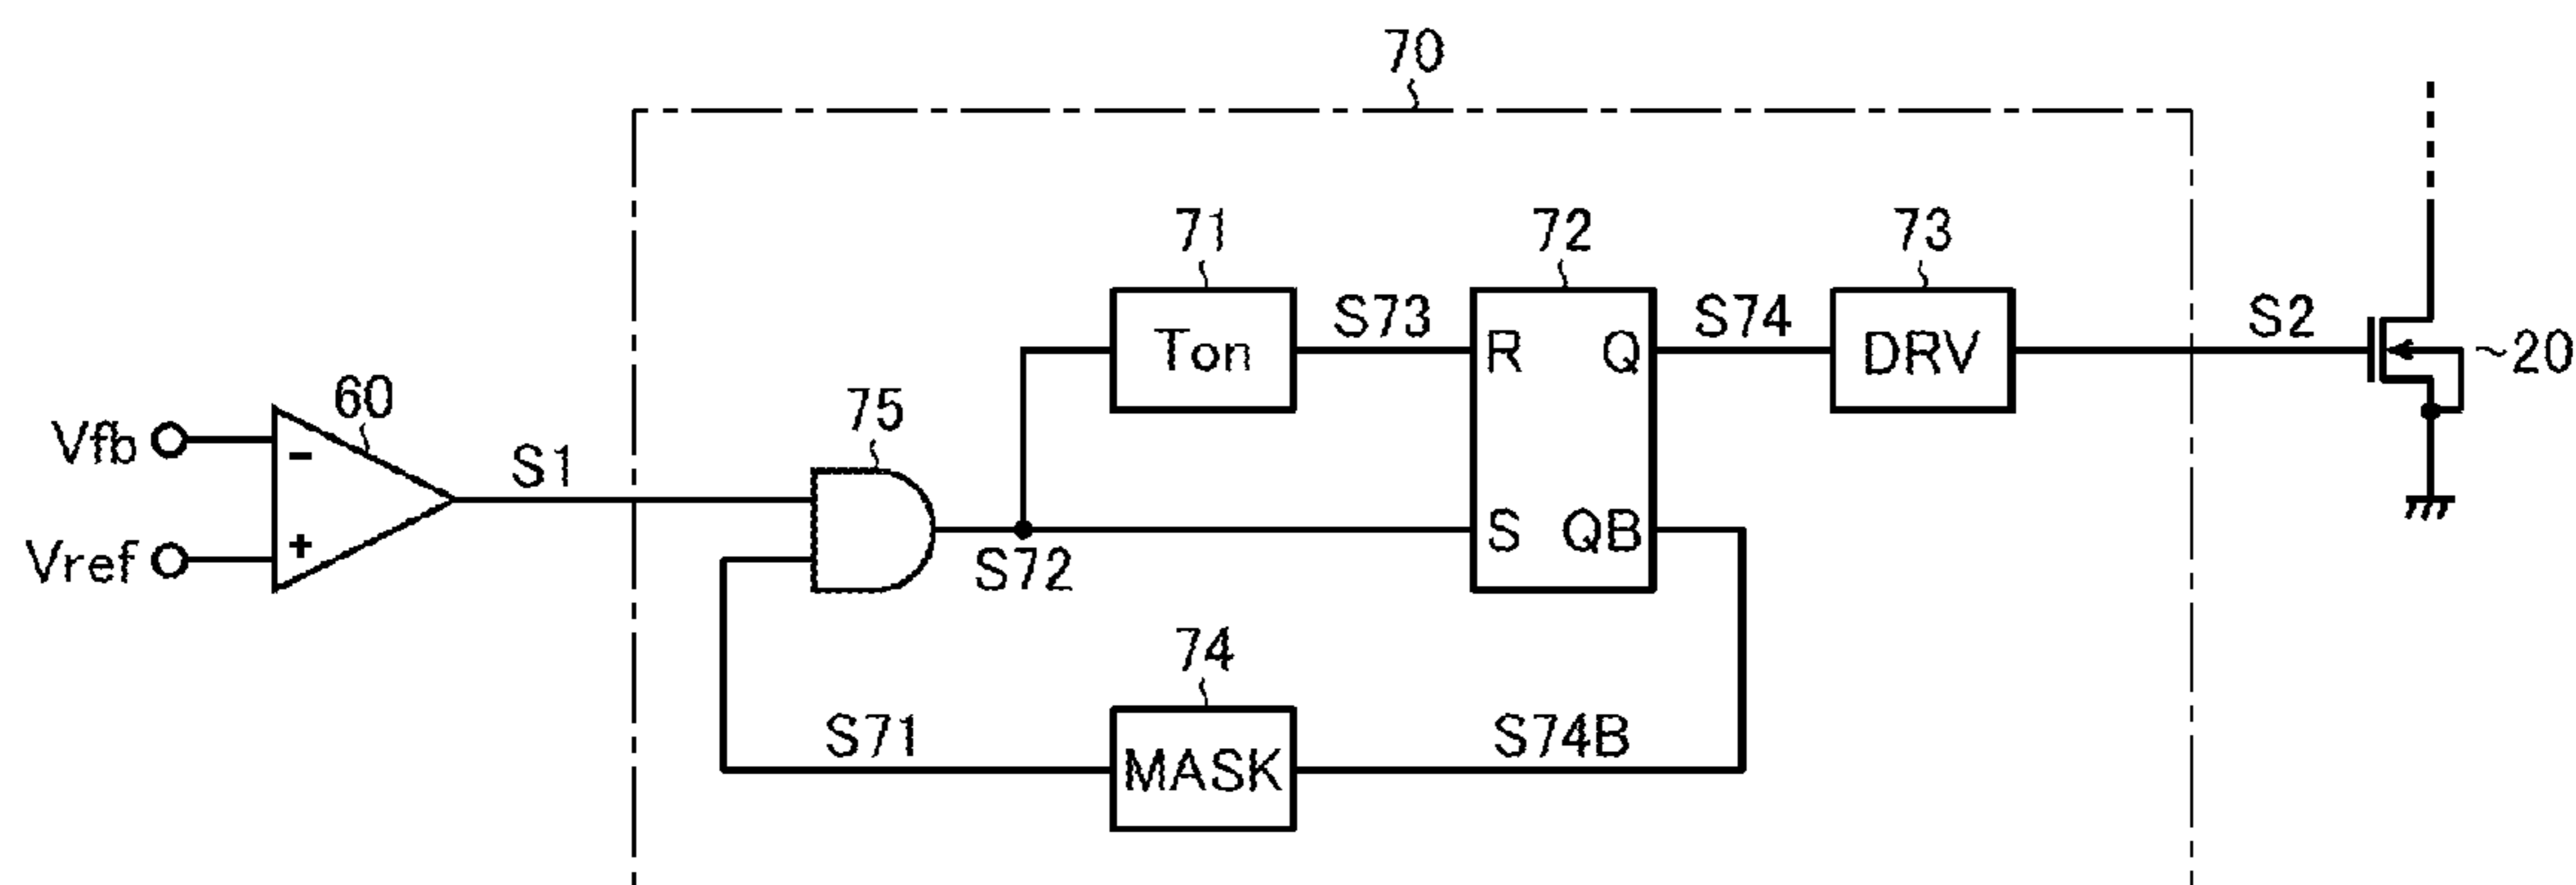 70
71
72
73
S73
S74
S2
Ton
R
Q
DRV
~20
60
75
Vfb
-
S1
Vref
+
S72
S
QB
74
S71
MASK
S74B